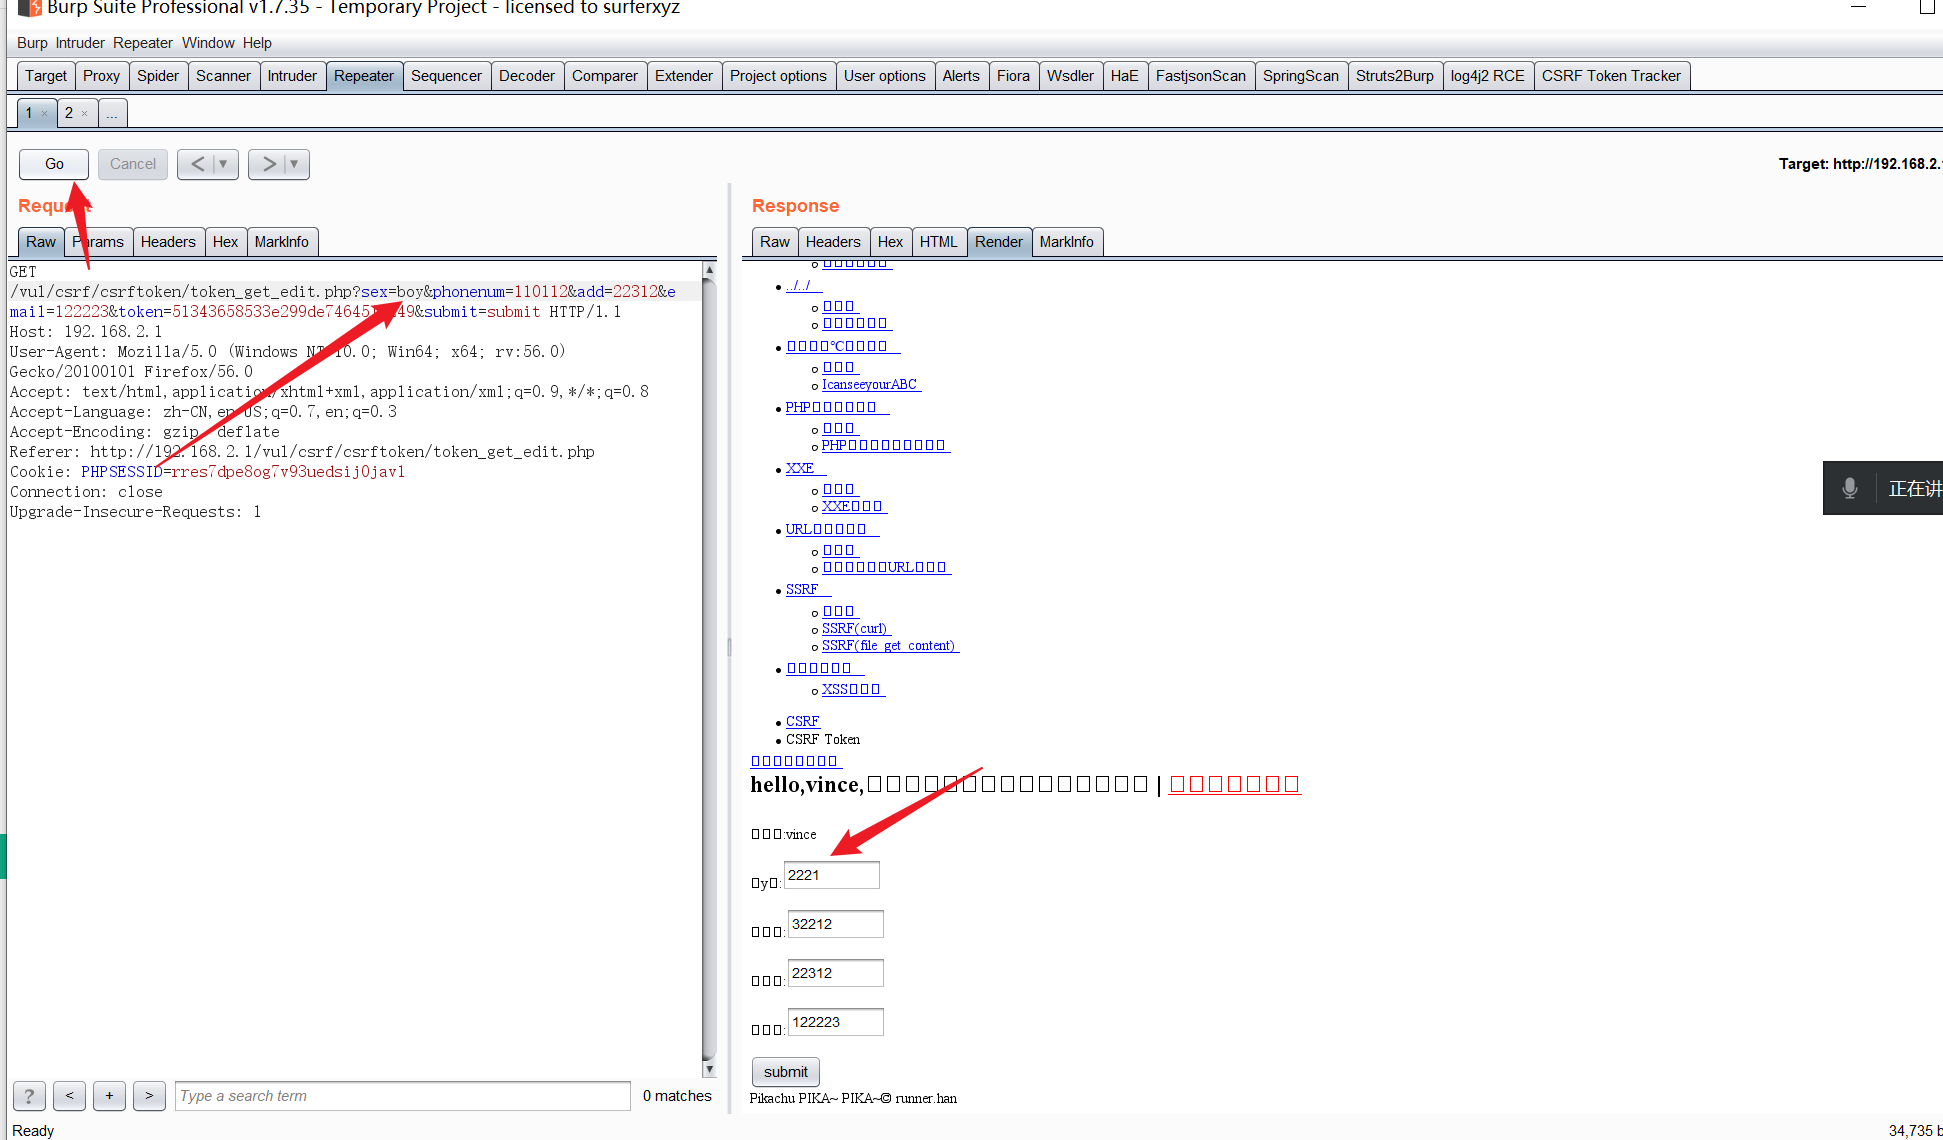 Burp Suite Professional v1.7.35 - Temporary Project - licensed to surferxyz
Burp Intruder Repeater Window Help
Target Proxy Spider Scanner Intruder Repeater Sequencer Decoder Comparer Extender Project options User options Alerts Fiora Wsdler HaE FastjsonScan SpringScan Struts2Burp log4j2 RCE CSRF Token Tracker
1 × 2 × ...
Go Cancel < ▼ > ▼
Target: http://192.168.2.
Request
Raw Params Headers Hex MarkInfo
GET
/vul/csrf/csrftoken/token_get_edit.php?sex=boy&phonenum=110112&add=22312&e
mail=122223&token=51343658533e299de74645 49&submit=submit HTTP/1.1
Host: 192.168.2.1
User-Agent: Mozilla/5.0 (Windows NT 10.0; Win64; x64; rv:56.0)
Gecko/20100101 Firefox/56.0
Accept: text/html,application/xhtml+xml,application/xml;q=0.9,*/*;q=0.8
Accept-Language: zh-CN,en-US;q=0.7,en;q=0.3
Accept-Encoding: gzip, deflate
Referer: http://192.168.2.1/vul/csrf/csrftoken/token_get_edit.php
Cookie: PHPSESSID=rres7dpe8og7v93uedsij0jav1
Connection: close
Upgrade-Insecure-Requests: 1
? < + > Type a search term 0 matches
Ready
Response
Raw Headers Hex HTML Render MarkInfo
□□□□□□
../../
□□□
□□□□□□
□□□□℃□□□□
□□□
IcanseeyourABC
PHP□□□□□□
□□□
PHP□□□□□□□□□
XXE
□□□
XXE□□□
URL□□□□□
□□□
□□□□□□URL□□□
SSRF
□□□
SSRF(curl)
SSRF(file_get_content)
□□□□□□
XSS□□□
CSRF
CSRF Token
□□□□□□□□
hello,vince,□□□□□□□□□□□□□□□ | □□□□□□□
□□□:vince
□y□: 2221
□□□: 32212
□□□: 22312
□□□: 122223
submit
Pikachu PIKA~ PIKA~© runner.han
正在讲
34,735 b